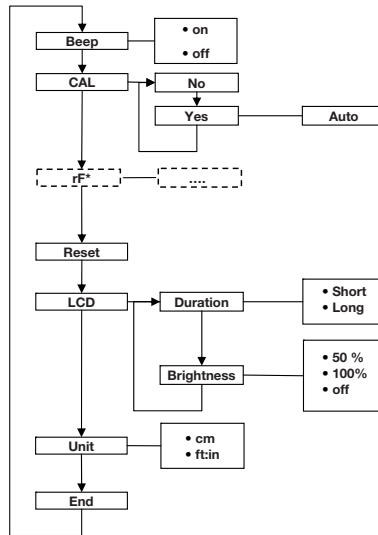 Beep
• on
• off
CAL
No
Yes
Auto
rF*
....
Reset
LCD
Duration
• Short
• Long
Brightness
• 50 %
• 100%
• off
Unit
• cm
• ft:in
End